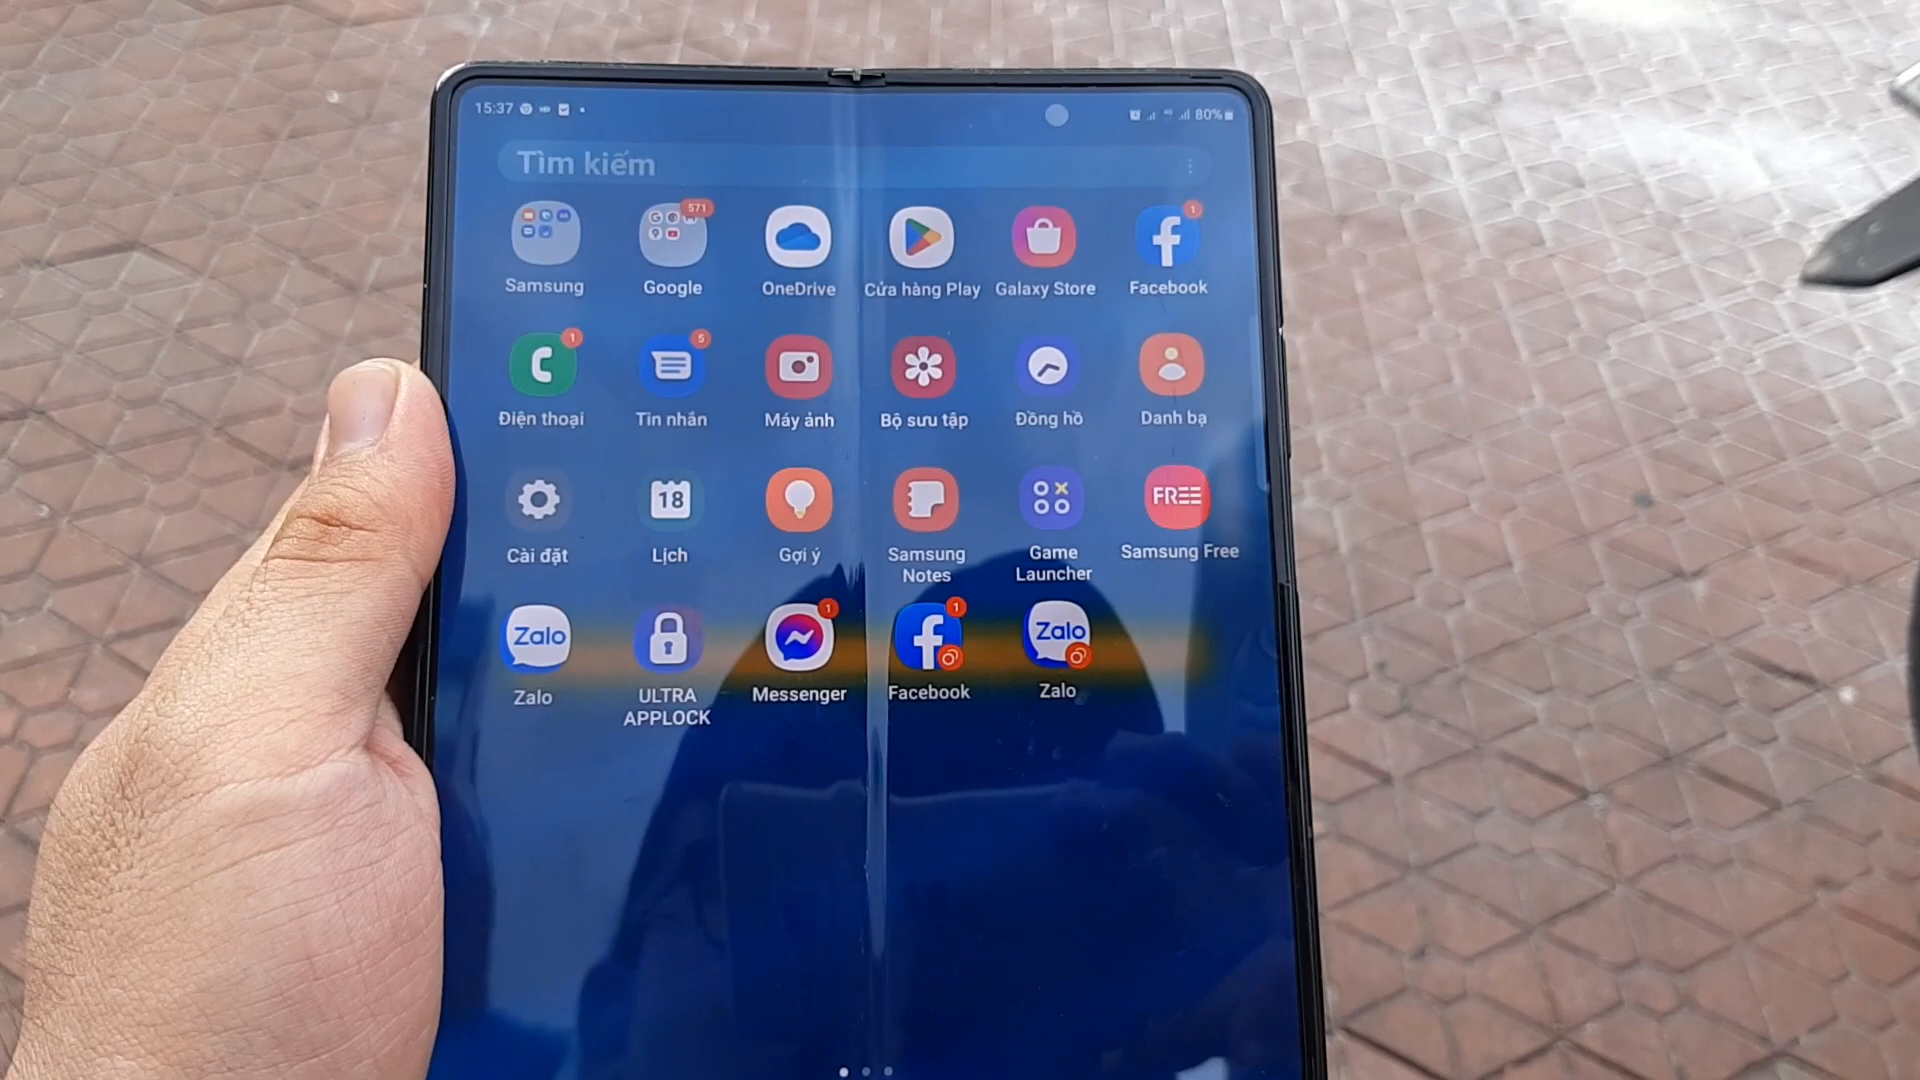 15:37
80%
Tìm kiếm
571
1
Samsung
Google
OneDrive
Cửa hàng Play
Galaxy Store
Facebook
1
5
Điện thoại
Tin nhắn
Máy ảnh
Bộ sưu tập
Đồng hồ
Danh bạ
18
FREE
Cài đặt
Lịch
Gợi ý
Samsung
Notes
Game
Launcher
Samsung Free
Zalo
1
1
Zalo
Zalo
ULTRA
APPLOCK
Messenger
Facebook
Zalo